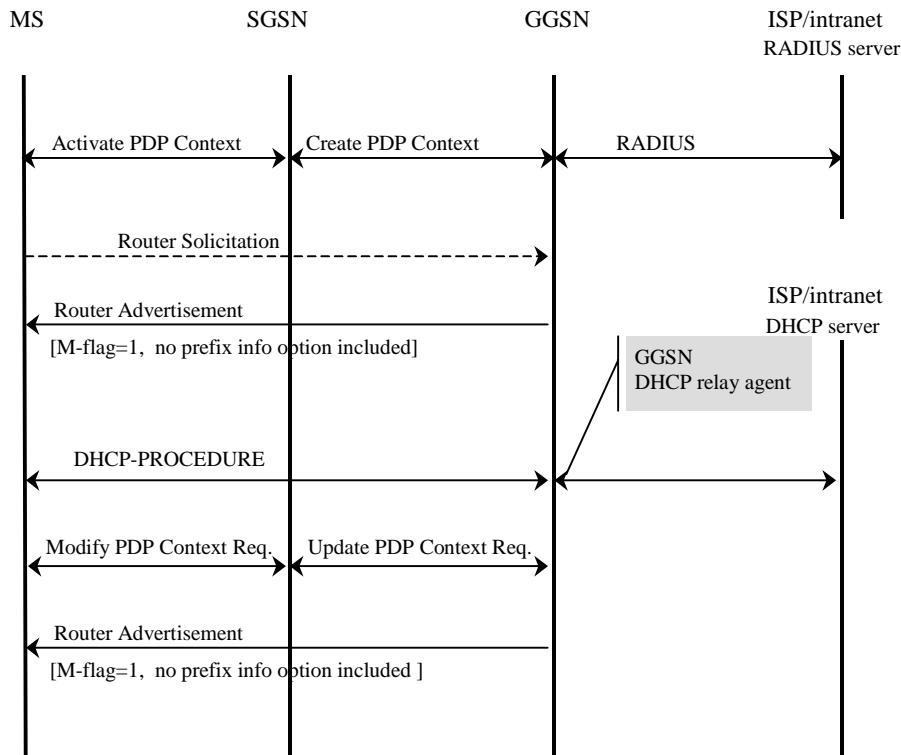 MS
SGSN
GGSN
ISP/intranet
RADIUS server
Activate PDP Context
Create PDP Context
RADIUS
Router Solicitation
Router Advertisement
[M-flag=1, no prefix info option included]
ISP/intranet
DHCP server
GGSN
DHCP relay agent
DHCP-PROCEDURE
Modify PDP Context Req.
Update PDP Context Req.
Router Advertisement
[M-flag=1, no prefix info option included ]